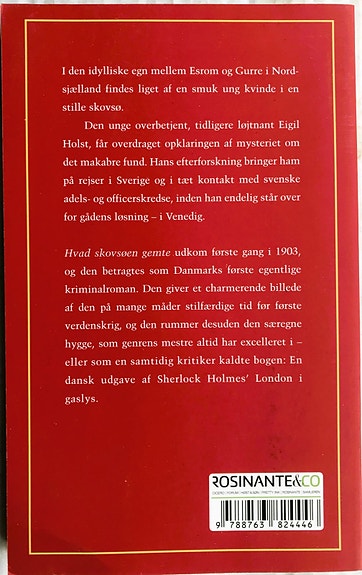 I den idylliske egn mellem Esrom og Gurre i Nord-
sjælland findes liget af en smuk ung kvinde i en
stille skovsø.
Den unge overbetjent, tidligere løjtnant Eigil
Holst, får overdraget opklaringen af mysteriet om
det makabre fund. Hans efterforskning bringer ham
på rejser i Sverige og i tæt kontakt med svenske
adels- og officerskredse, inden han endelig står over
for gådens løsning – i Venedig.
Hvad skovsøen gemte udkom første gang i 1903,
og den betragtes som Danmarks første egentlige
kriminalroman. Den giver et charmerende billede
af den på mange måder stilfærdige tid før første
verdenskrig, og den rummer desuden den særegne
hygge, som genrens mestre altid har excelleret i –
eller som en samtidig kritiker kaldte bogen: En
dansk udgave af Sherlock Holmes' London i
gaslys.
ROSINANTE&CO
9 788763 824446